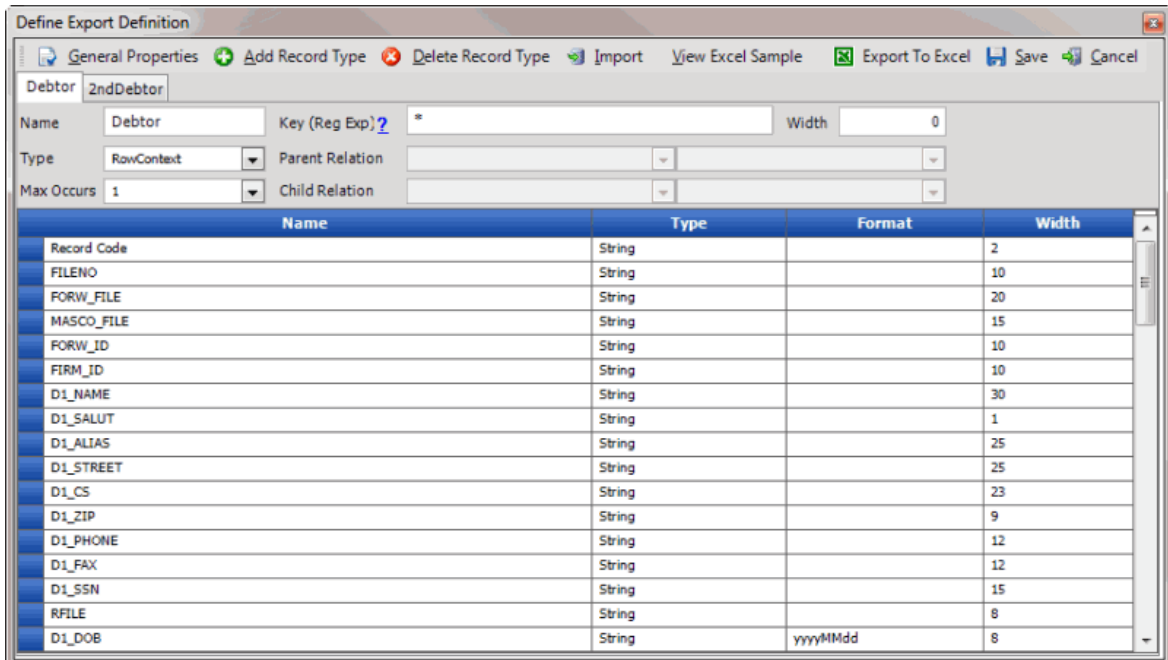 Define Export Definition
General Properties Add Record Type Delete Record Type Import View Excel Sample Export To Excel Save Cancel
Debtor 2ndDebtor
Name Debtor Key (Reg Exp) ? * Width 0
Type RowContext Parent Relation
Max Occurs 1 Child Relation
Name Type Format Width
Record Code String 2
FILENO String 10
FORW_FILE String 20
MASCO_FILE String 15
FORW_ID String 10
FIRM_ID String 10
D1_NAME String 30
D1_SALUT String 1
D1_ALIAS String 25
D1_STREET String 25
D1_CS String 23
D1_ZIP String 9
D1_PHONE String 12
D1_FAX String 12
D1_SSN String 15
RFILE String 8
D1_DOB String yyyyMMdd 8